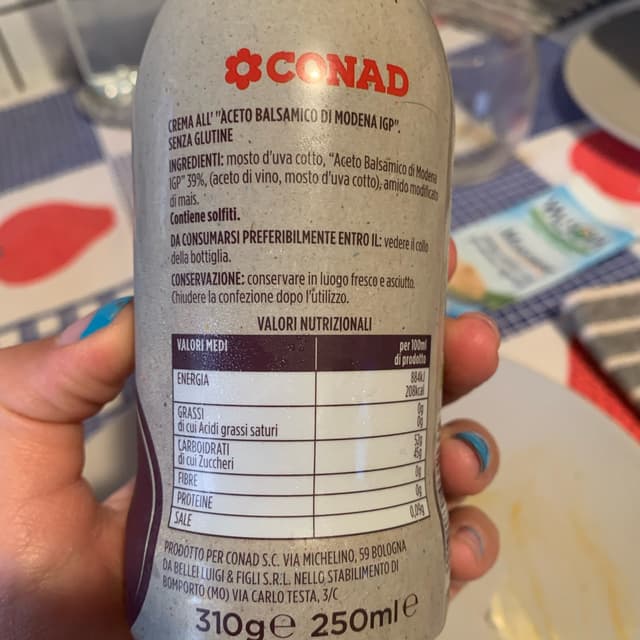 CONAD
CREMA ALL' "ACETO BALSAMICO DI MODENA IGP".
SENZA GLUTINE
INGREDIENTI: mosto d'uva cotto, "Aceto Balsamico di Modena
IGP" 39%, (aceto di vino, mosto d'uva cotto), amido modificato
di mais.
Contiene solfiti.
DA CONSUMARSI PREFERIBILMENTE ENTRO IL: vedere il collo
della bottiglia.
CONSERVAZIONE: conservare in luogo fresco e asciutto.
Chiudere la confezione dopo l'utilizzo.
VALORI NUTRIZIONALI
VALORI MEDI per 100ml
di prodotto
ENERGIA 884kJ
208kcal
GRASSI 0g
di cui Acidi grassi saturi 0g
CARBOIDRATI 52g
di cui Zuccheri 45g
FIBRE 0g
PROTEINE 0g
SALE 0,09g
PRODOTTO PER CONAD S.C. VIA MICHELINO, 59 BOLOGNA
DA BELLEI LUIGI & FIGLI S.R.L. NELLO STABILIMENTO DI
BOMPORTO (MO) VIA CARLO TESTA, 3/C
310g e 250ml e